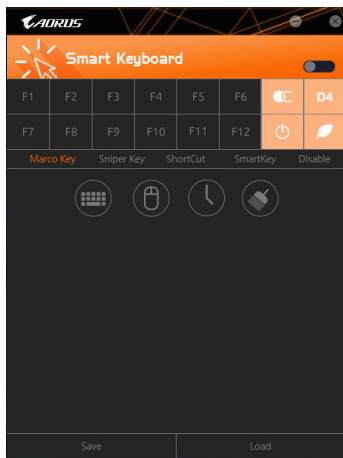 AORUS
Smart Keyboard
F1 F2 F3 F4 F5 F6 D4
F7 F8 F9 F10 F11 F12
Marco Key Sniper Key ShortCut SmartKey Disable
Save Load